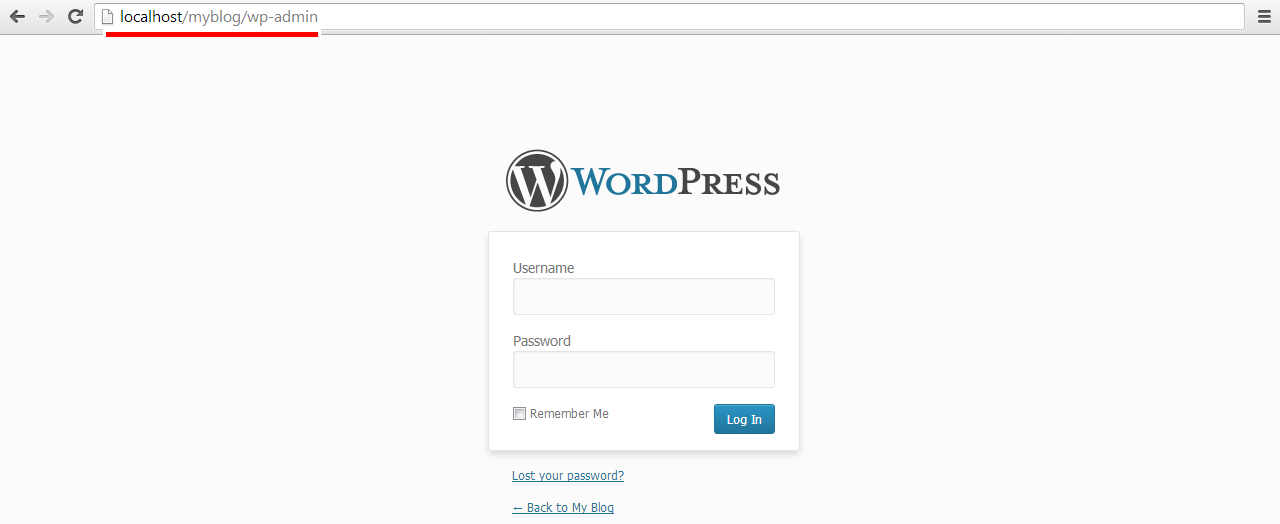 localhost/myblog/wp-admin
WORDPRESS
Username
Password
Remember Me
Log In
Lost your password?
← Back to My Blog